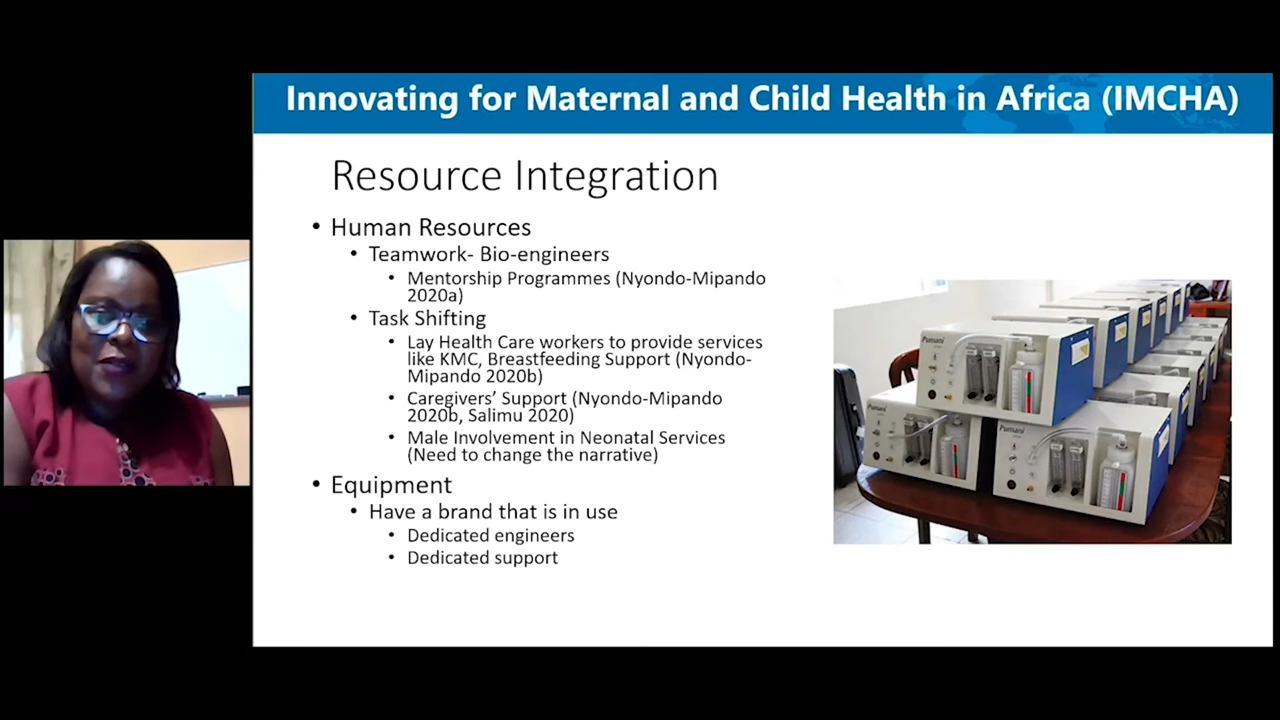 Innovating for Maternal and Child Health in Africa (IMCHA)
Resource Integration
• Human Resources
• Teamwork- Bio-engineers
• Mentorship Programmes (Nyondo-Mipando
2020a)
• Task Shifting
• Lay Health Care workers to provide services
like KMC, Breastfeeding Support (Nyondo-
Mipando 2020b)
• Caregivers' Support (Nyondo-Mipando
2020b, Salimu 2020)
• Male Involvement in Neonatal Services
(Need to change the narrative)
• Equipment
• Have a brand that is in use
• Dedicated engineers
• Dedicated support
Pumani
Pumani
Pumani